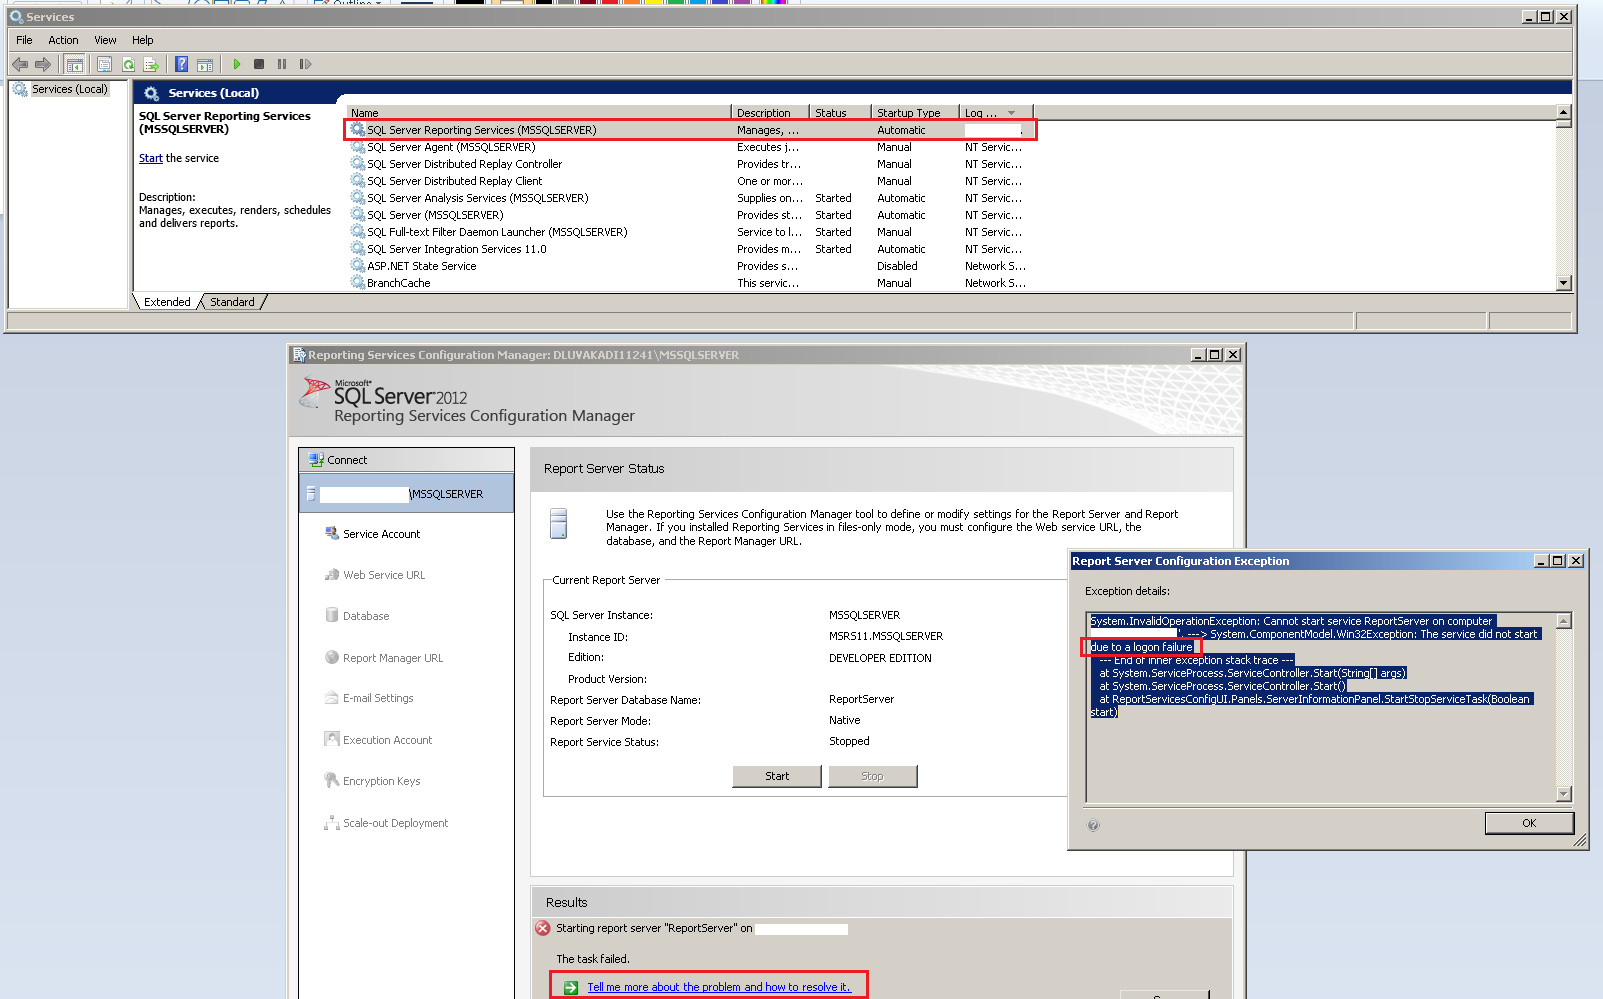 Services
File Action View Help
Services (Local)
Services (Local)
SQL Server Reporting Services
(MSSQLSERVER)
Start the service
Description:
Manages, executes, renders, schedules
and delivers reports.
Name Description Status Startup Type Log ...
SQL Server Reporting Services (MSSQLSERVER) Manages, ... Automatic
SQL Server Agent (MSSQLSERVER) Executes j... Manual NT Servic...
SQL Server Distributed Replay Controller Provides tr... Manual NT Servic...
SQL Server Distributed Replay Client One or mor... Manual NT Servic...
SQL Server Analysis Services (MSSQLSERVER) Supplies on... Started Automatic NT Servic...
SQL Server (MSSQLSERVER) Provides st... Started Automatic NT Servic...
SQL Full-text Filter Daemon Launcher (MSSQLSERVER) Service to l... Started Manual NT Servic...
SQL Server Integration Services 11.0 Provides m... Started Automatic NT Servic...
ASP.NET State Service Provides s... Disabled Network S...
BranchCache This servic... Manual Network S...
Extended Standard
Reporting Services Configuration Manager: DLUVAKADI11241\MSSQLSERVER
Microsoft®
SQL Server 2012
Reporting Services Configuration Manager
Connect
\MSSQLSERVER
Service Account
Web Service URL
Database
Report Manager URL
E-mail Settings
Execution Account
Encryption Keys
Scale-out Deployment
Report Server Status
Use the Reporting Services Configuration Manager tool to define or modify settings for the Report Server and Report
Manager. If you installed Reporting Services in files-only mode, you must configure the Web service URL, the
database, and the Report Manager URL.
Current Report Server
SQL Server Instance: MSSQLSERVER
Instance ID: MSRS11.MSSQLSERVER
Edition: DEVELOPER EDITION
Product Version:
Report Server Database Name: ReportServer
Report Server Mode: Native
Report Service Status: Stopped
Start Stop
Results
Starting report server "ReportServer" on
The task failed.
Tell me more about the problem and how to resolve it.
Report Server Configuration Exception
Exception details:
System.InvalidOperationException: Cannot start service ReportServer on computer
'. ---> System.ComponentModel.Win32Exception: The service did not start
due to a logon failure
--- End of inner exception stack trace ---
at System.ServiceProcess.ServiceController.Start(String[] args)
at System.ServiceProcess.ServiceController.Start()
at ReportServicesConfigUI.Panels.ServerInformationPanel.StartStopServiceTask(Boolean
start)
OK